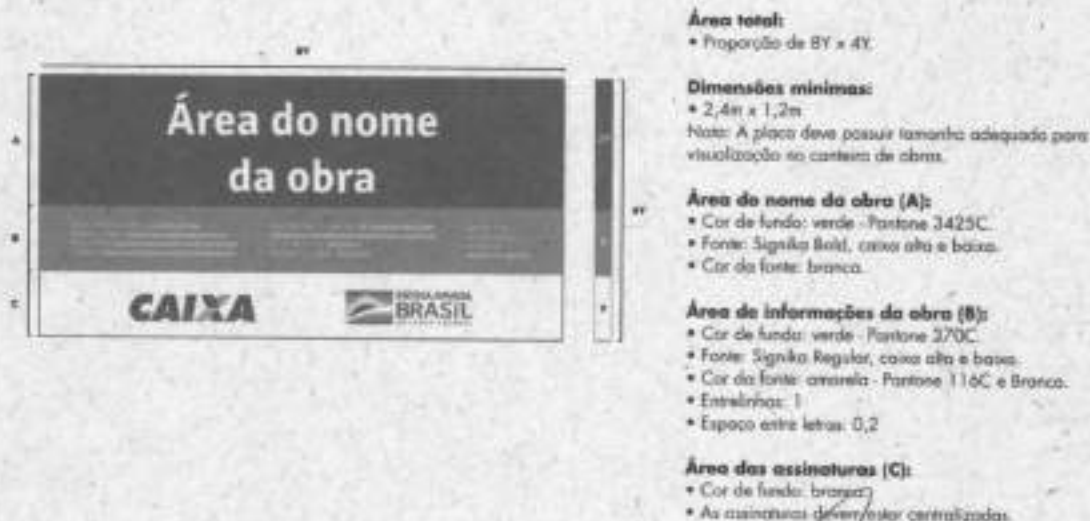 8Y
Área do nome
da obra
A
B
C
CAIXA
PÁTRIA AMADA
BRASIL
4Y
Área total:
• Proporção de 8Y x 4Y.
Dimensões mínimas:
• 2,4m x 1,2m
Nota: A placa deve possuir tamanho adequado para
visualização no canteiro de obras.
Área do nome da obra (A):
• Cor de fundo: verde - Pantone 3425C.
• Fonte: Signika Bold, caixa alta e baixa.
• Cor da fonte: branca.
Área de informações da obra (B):
• Cor de fundo: verde - Pantone 370C.
• Fonte: Signika Regular, caixa alta e baixa.
• Cor da fonte: amarela - Pantone 116C e Branca.
• Entrelinhas: 1
• Espaço entre letras: 0,2
Área das assinaturas (C):
• Cor de fundo: branca
• As assinaturas devem estar centralizadas.